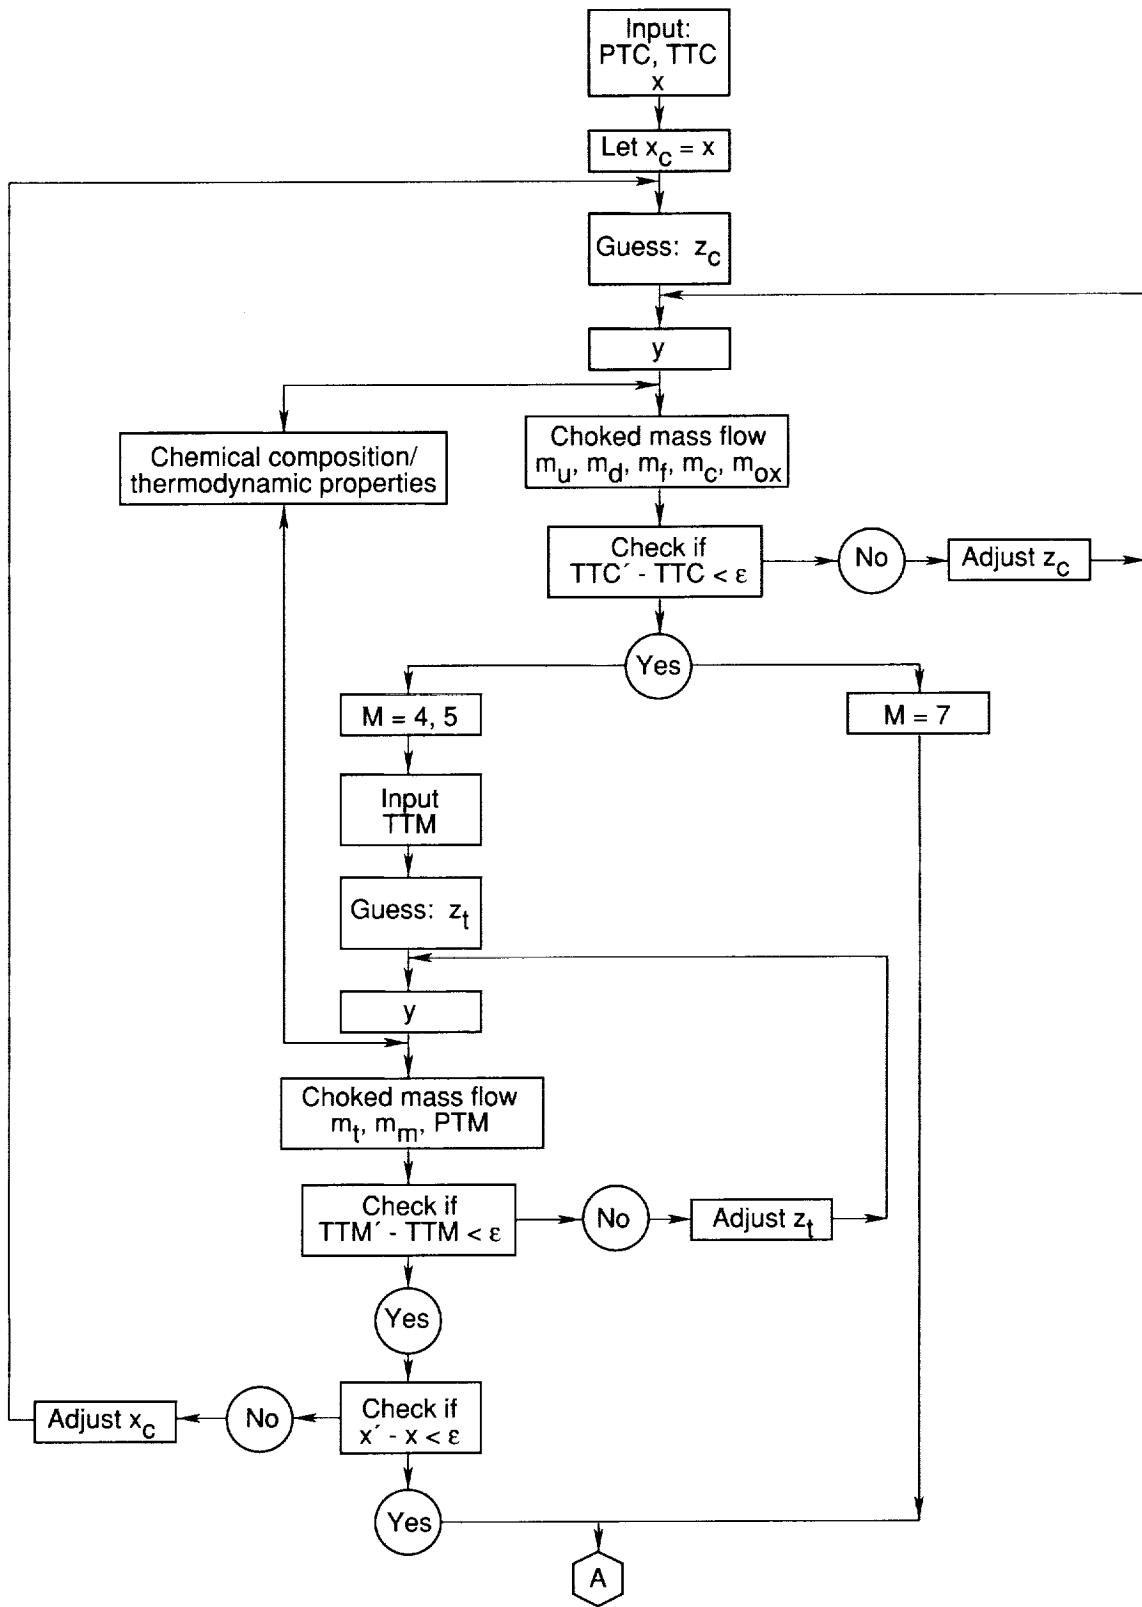 Input:
PTC, TTC
x
Let x_c = x
Guess: z_c
y
Chemical composition/
thermodynamic properties
Choked mass flow
m_u, m_d, m_f, m_c, m_ox
Check if
TTC´ - TTC < ε
No
Adjust z_c
Yes
M = 4, 5
M = 7
Input
TTM
Guess: z_t
y
Choked mass flow
m_t, m_m, PTM
Check if
TTM´ - TTM < ε
No
Adjust z_t
Yes
Adjust x_c
No
Check if
x´ - x < ε
Yes
A